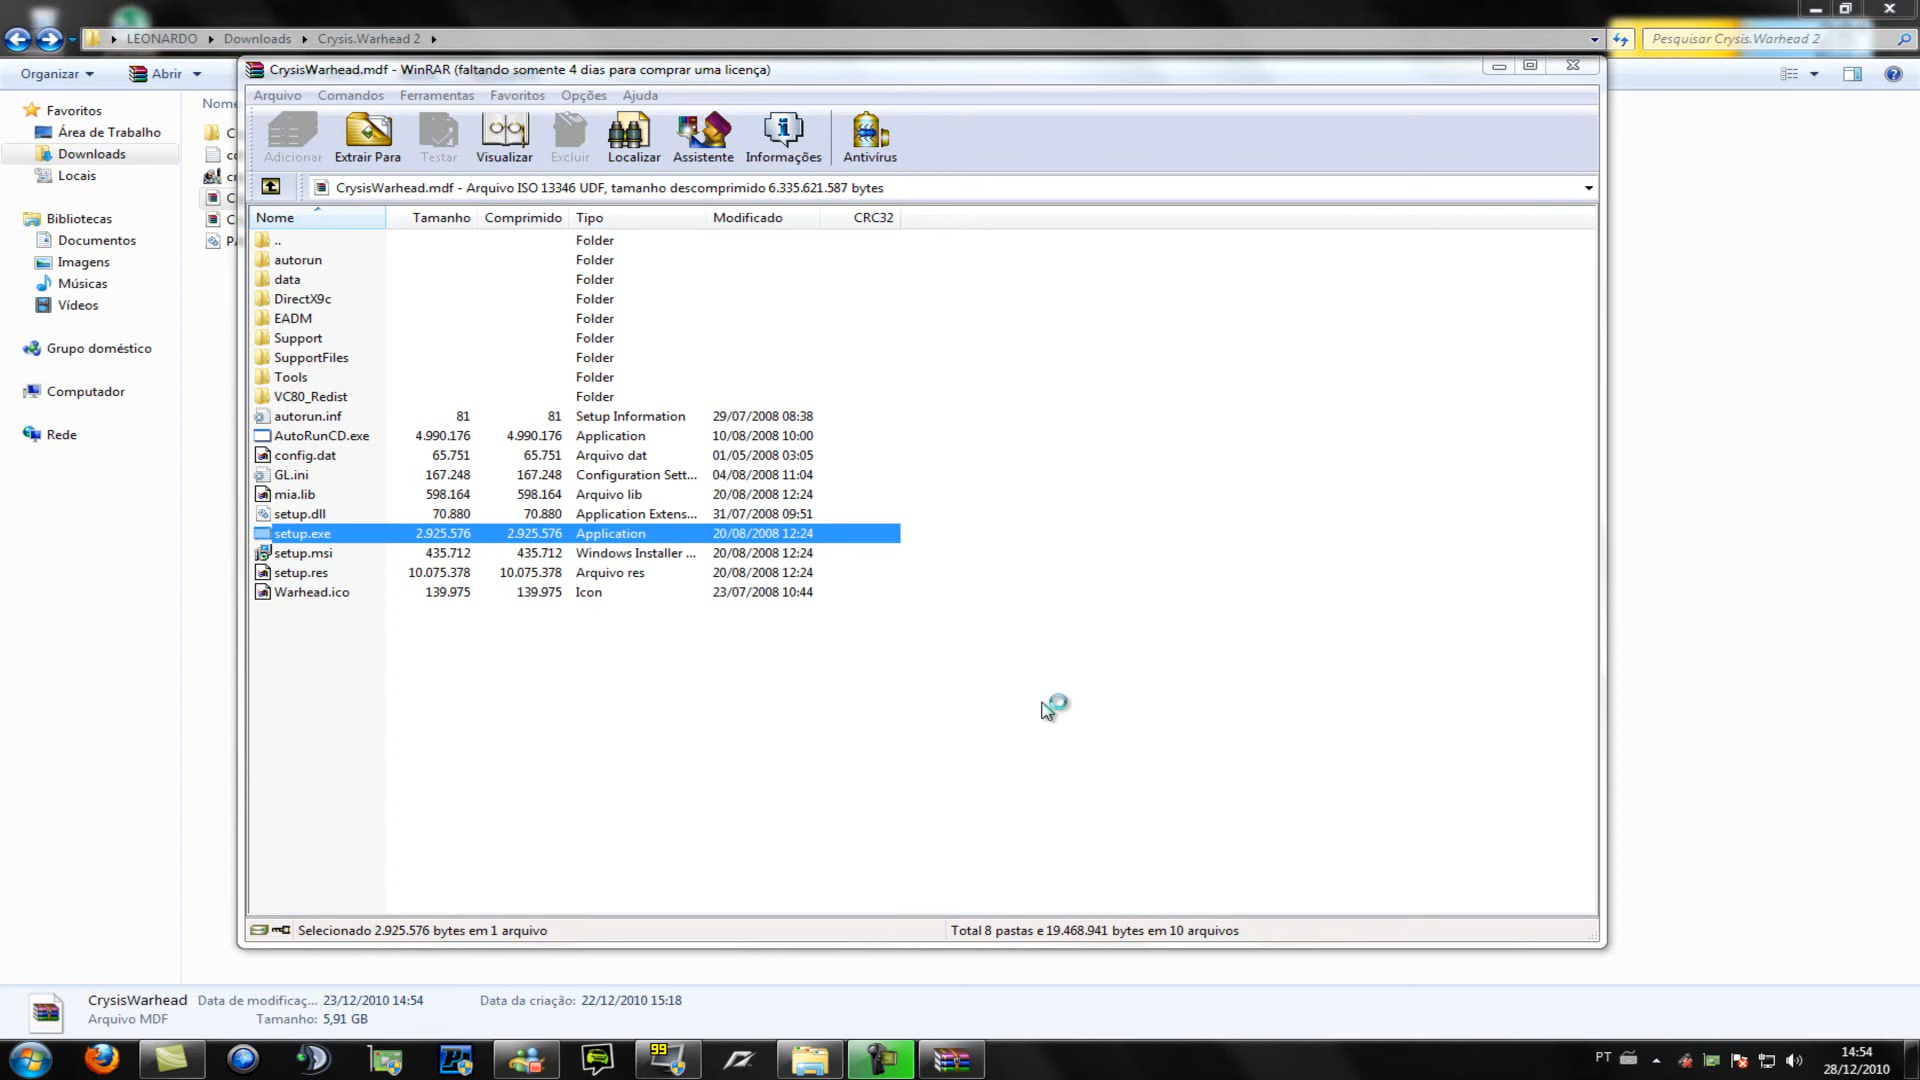 LEONARDO
Downloads
Crysis.Warhead 2
Pesquisar Crysis.Warhead 2
Organizar
Abrir
CrysisWarhead.mdf - WinRAR (faltando somente 4 dias para comprar uma licença)
Arquivo Comandos Ferramentas Favoritos Opções Ajuda
Adicionar Extrair Para Testar Visualizar Excluir Localizar Assistente Informações Antivírus
CrysisWarhead.mdf - Arquivo ISO 13346 UDF, tamanho descomprimido 6.335.621.587 bytes
Favoritos
Área de Trabalho
Downloads
Locais
Bibliotecas
Documentos
Imagens
Músicas
Vídeos
Grupo doméstico
Computador
Rede
Nome Tamanho Comprimido Tipo Modificado CRC32
.. Folder
autorun Folder
data Folder
DirectX9c Folder
EADM Folder
Support Folder
SupportFiles Folder
Tools Folder
VC80_Redist Folder
autorun.inf 81 81 Setup Information 29/07/2008 08:38
AutoRunCD.exe 4.990.176 4.990.176 Application 10/08/2008 10:00
config.dat 65.751 65.751 Arquivo dat 01/05/2008 03:05
GL.ini 167.248 167.248 Configuration Sett... 04/08/2008 11:04
mia.lib 598.164 598.164 Arquivo lib 20/08/2008 12:24
setup.dll 70.880 70.880 Application Extens... 31/07/2008 09:51
setup.exe 2.925.576 2.925.576 Application 20/08/2008 12:24
setup.msi 435.712 435.712 Windows Installer ... 20/08/2008 12:24
setup.res 10.075.378 10.075.378 Arquivo res 20/08/2008 12:24
Warhead.ico 139.975 139.975 Icon 23/07/2008 10:44
Selecionado 2.925.576 bytes em 1 arquivo
Total 8 pastas e 19.468.941 bytes em 10 arquivos
CrysisWarhead Data de modificaç... 23/12/2010 14:54 Data da criação: 22/12/2010 15:18
Arquivo MDF Tamanho: 5,91 GB
99
PT
14:54
28/12/2010